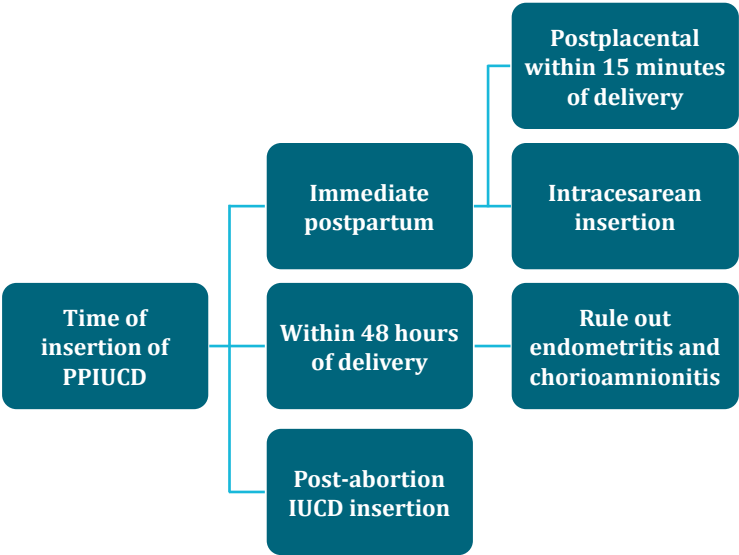 Time of
insertion of
PPIUCD
Immediate
postpartum
Postplacental
within 15 minutes
of delivery
Intracesarean
insertion
Within 48 hours
of delivery
Rule out
endometritis and
chorioamnionitis
Post-abortion
IUCD insertion